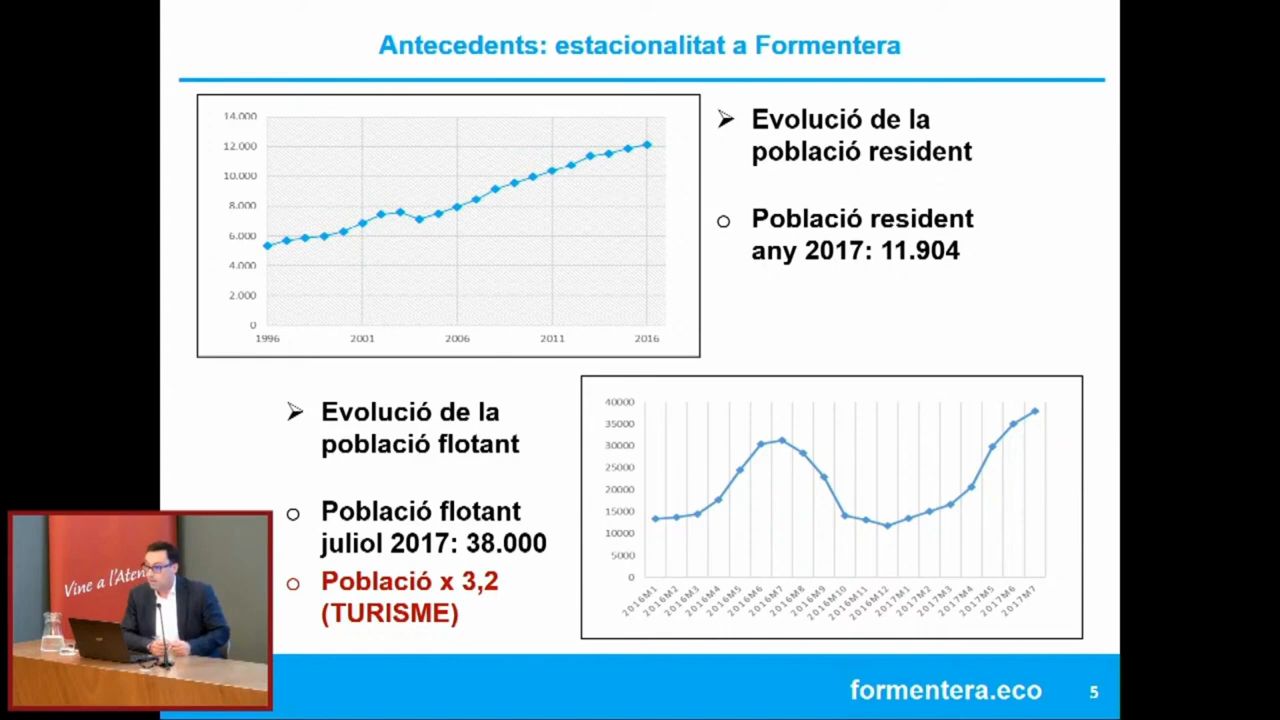 Antecedents: estacionalitat a Formentera
14.000
12.000
10.000
8.000
6.000
4.000
2.000
0
1996 2001 2006 2011 2016
➢ Evolució de la
població resident
o Població resident
any 2017: 11.904
➢ Evolució de la
població flotant
o Població flotant
juliol 2017: 38.000
o Població x 3,2
(TURISME)
40000
35000
30000
25000
20000
15000
10000
5000
0
2016M1 2016M2 2016M3 2016M4 2016M5 2016M6 2016M7 2016M8 2016M9 2016M10 2016M11 2016M12 2017M1 2017M2 2017M3 2017M4 2017M5 2017M6 2017M7
Vine a l'Aten
formentera.eco 5